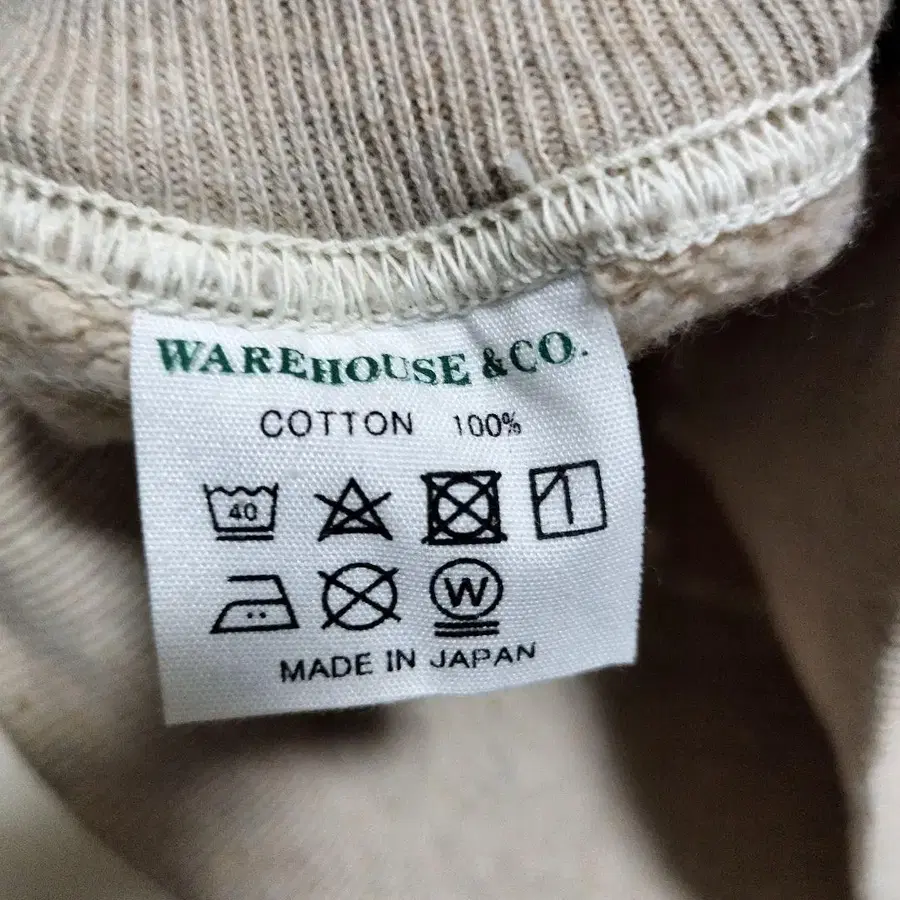 WAREHOUSE & CO.
COTTON 100%
40
W
MADE IN JAPAN